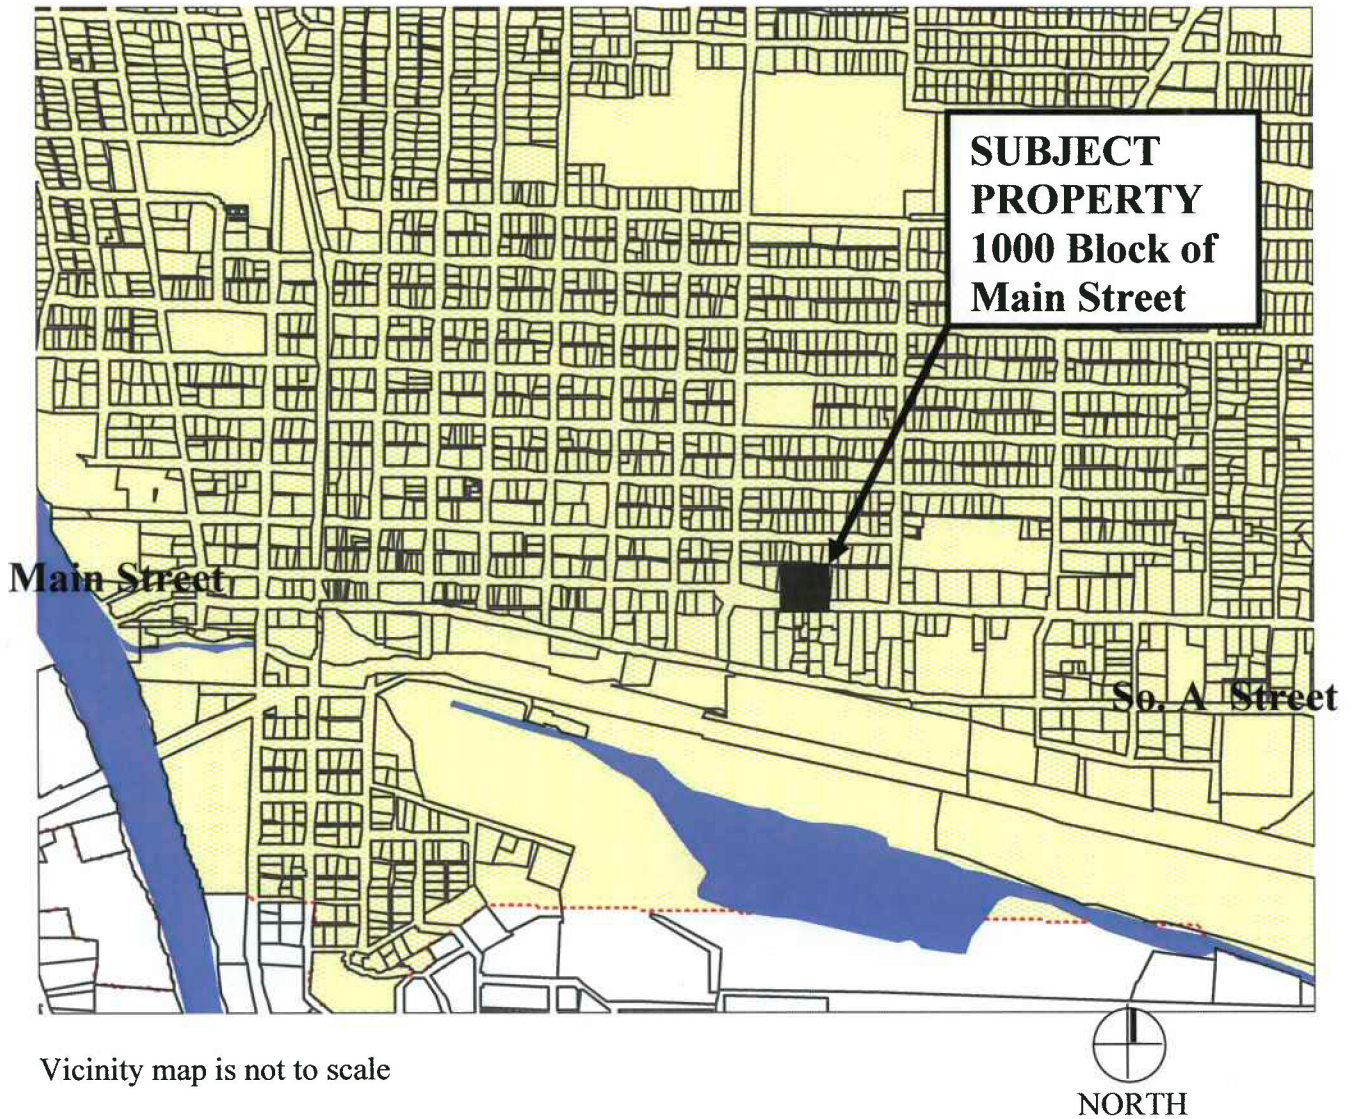 SUBJECT
PROPERTY
1000 Block of
Main Street
Main Street
So. A Street
Vicinity map is not to scale
NORTH